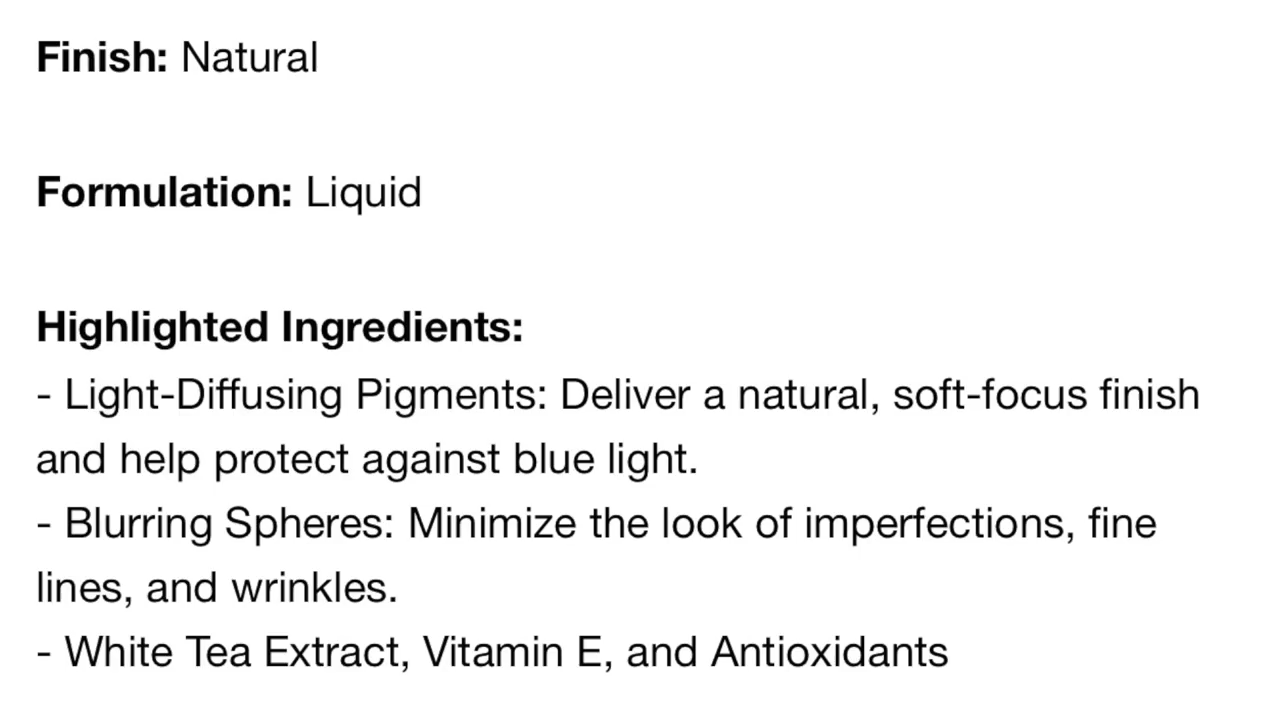 Finish: Natural
Formulation: Liquid
Highlighted Ingredients:
- Light-Diffusing Pigments: Deliver a natural, soft-focus finish
and help protect against blue light.
- Blurring Spheres: Minimize the look of imperfections, fine
lines, and wrinkles.
- White Tea Extract, Vitamin E, and Antioxidants